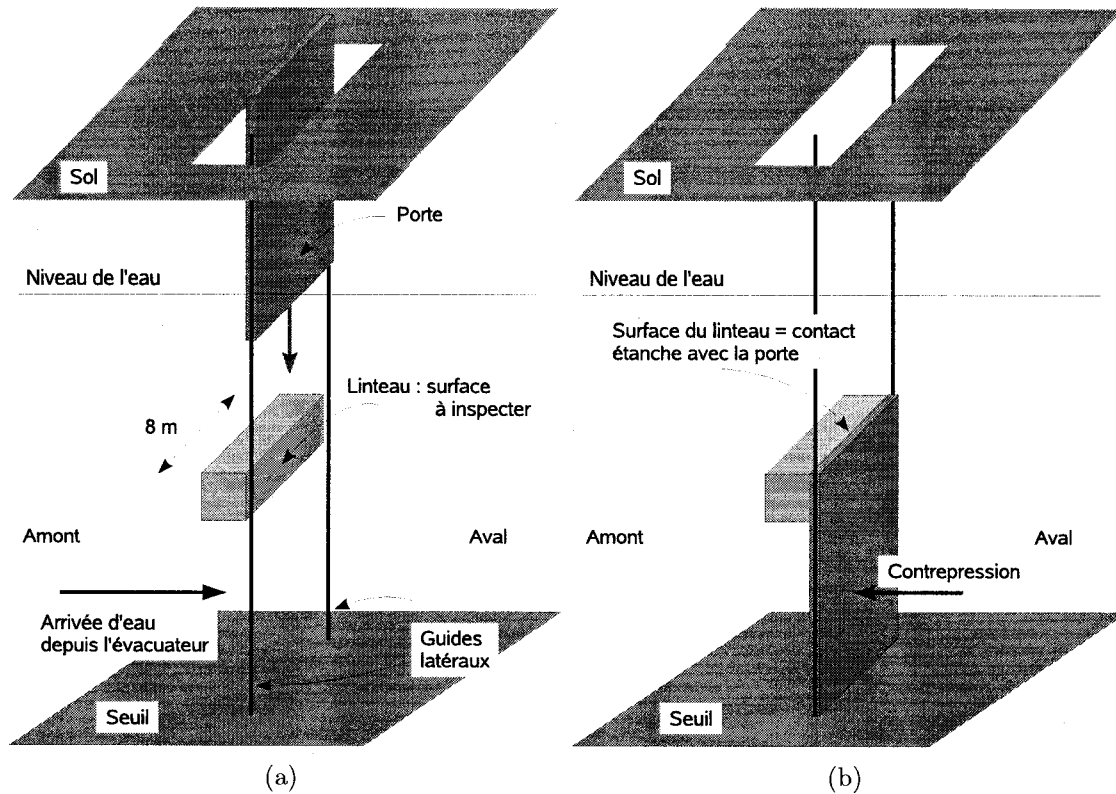 Sol
Porte
Niveau de l'eau
Linteau : surface
à inspecter
8 m
Amont
Aval
Arrivée d'eau
depuis l'évacuateur
Guides
latéraux
Seuil
(a)
Sol
Niveau de l'eau
Surface du linteau = contact
étanche avec la porte
Amont
Aval
Contrepression
Seuil
(b)